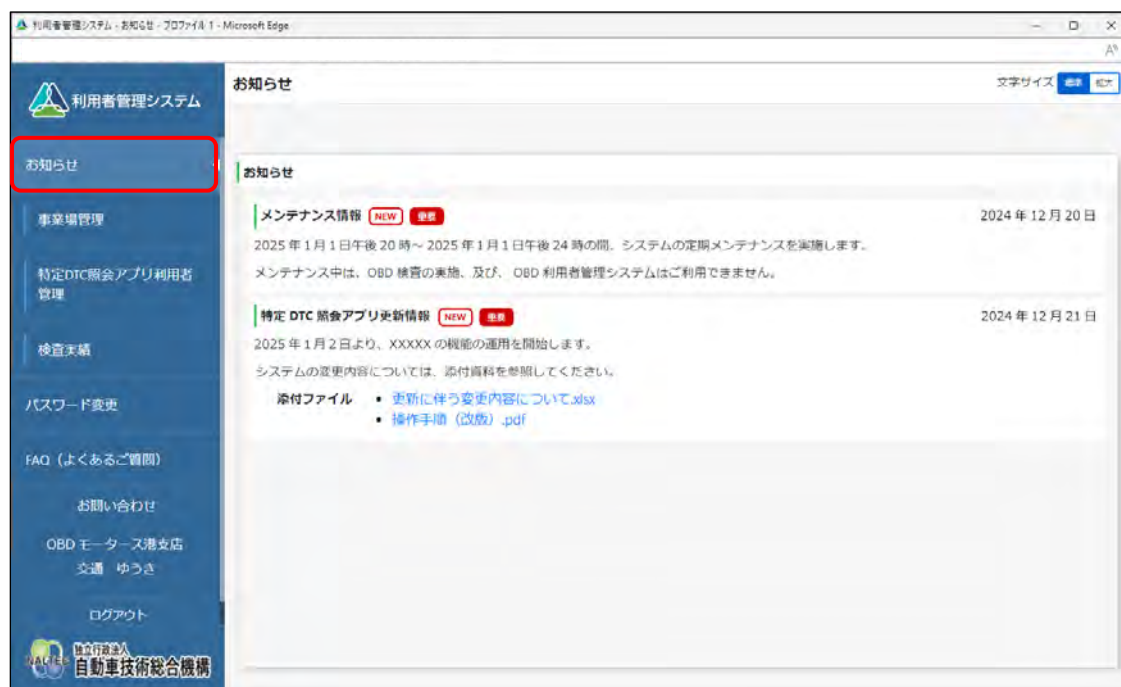 利用者管理システム - お知らせ - プロファイル 1 - Microsoft Edge
利用者管理システム
お知らせ
文字サイズ 標準 拡大
お知らせ
事業場管理
特定DTC照会アプリ利用者
管理
検査実績
パスワード変更
FAQ（よくあるご質問）
お問い合わせ
OBD モータース港支店
交通 ゆうき
ログアウト
独立行政法人
自動車技術総合機構
NALTEC
お知らせ
メンテナンス情報 NEW 重要 2024 年 12 月 20 日
2025 年 1 月 1 日午後 20 時～ 2025 年 1 月 1 日午後 24 時の間、システムの定期メンテナンスを実施します。
メンテナンス中は、OBD 検査の実施、及び、 OBD 利用者管理システムはご利用できません。
特定 DTC 照会アプリ更新情報 NEW 重要 2024 年 12 月 21 日
2025 年 1 月 2 日より、XXXXX の機能の運用を開始します。
システムの変更内容については、添付資料を参照してください。
添付ファイル • 更新に伴う変更内容について.xlsx
• 操作手順（改版）.pdf